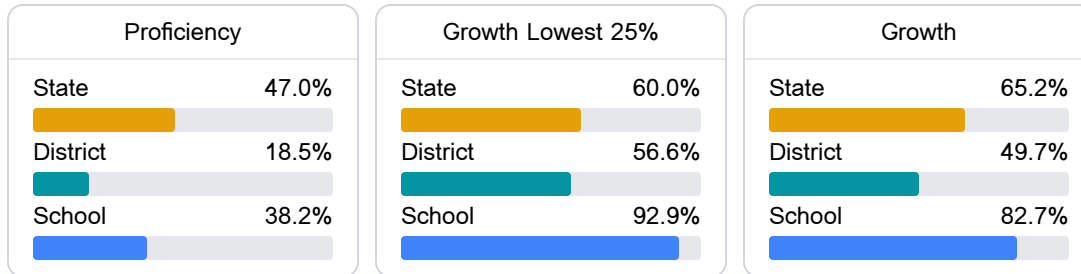 Proficiency
State 47.0%
District 18.5%
School 38.2%
Growth Lowest 25%
State 60.0%
District 56.6%
School 92.9%
Growth
State 65.2%
District 49.7%
School 82.7%